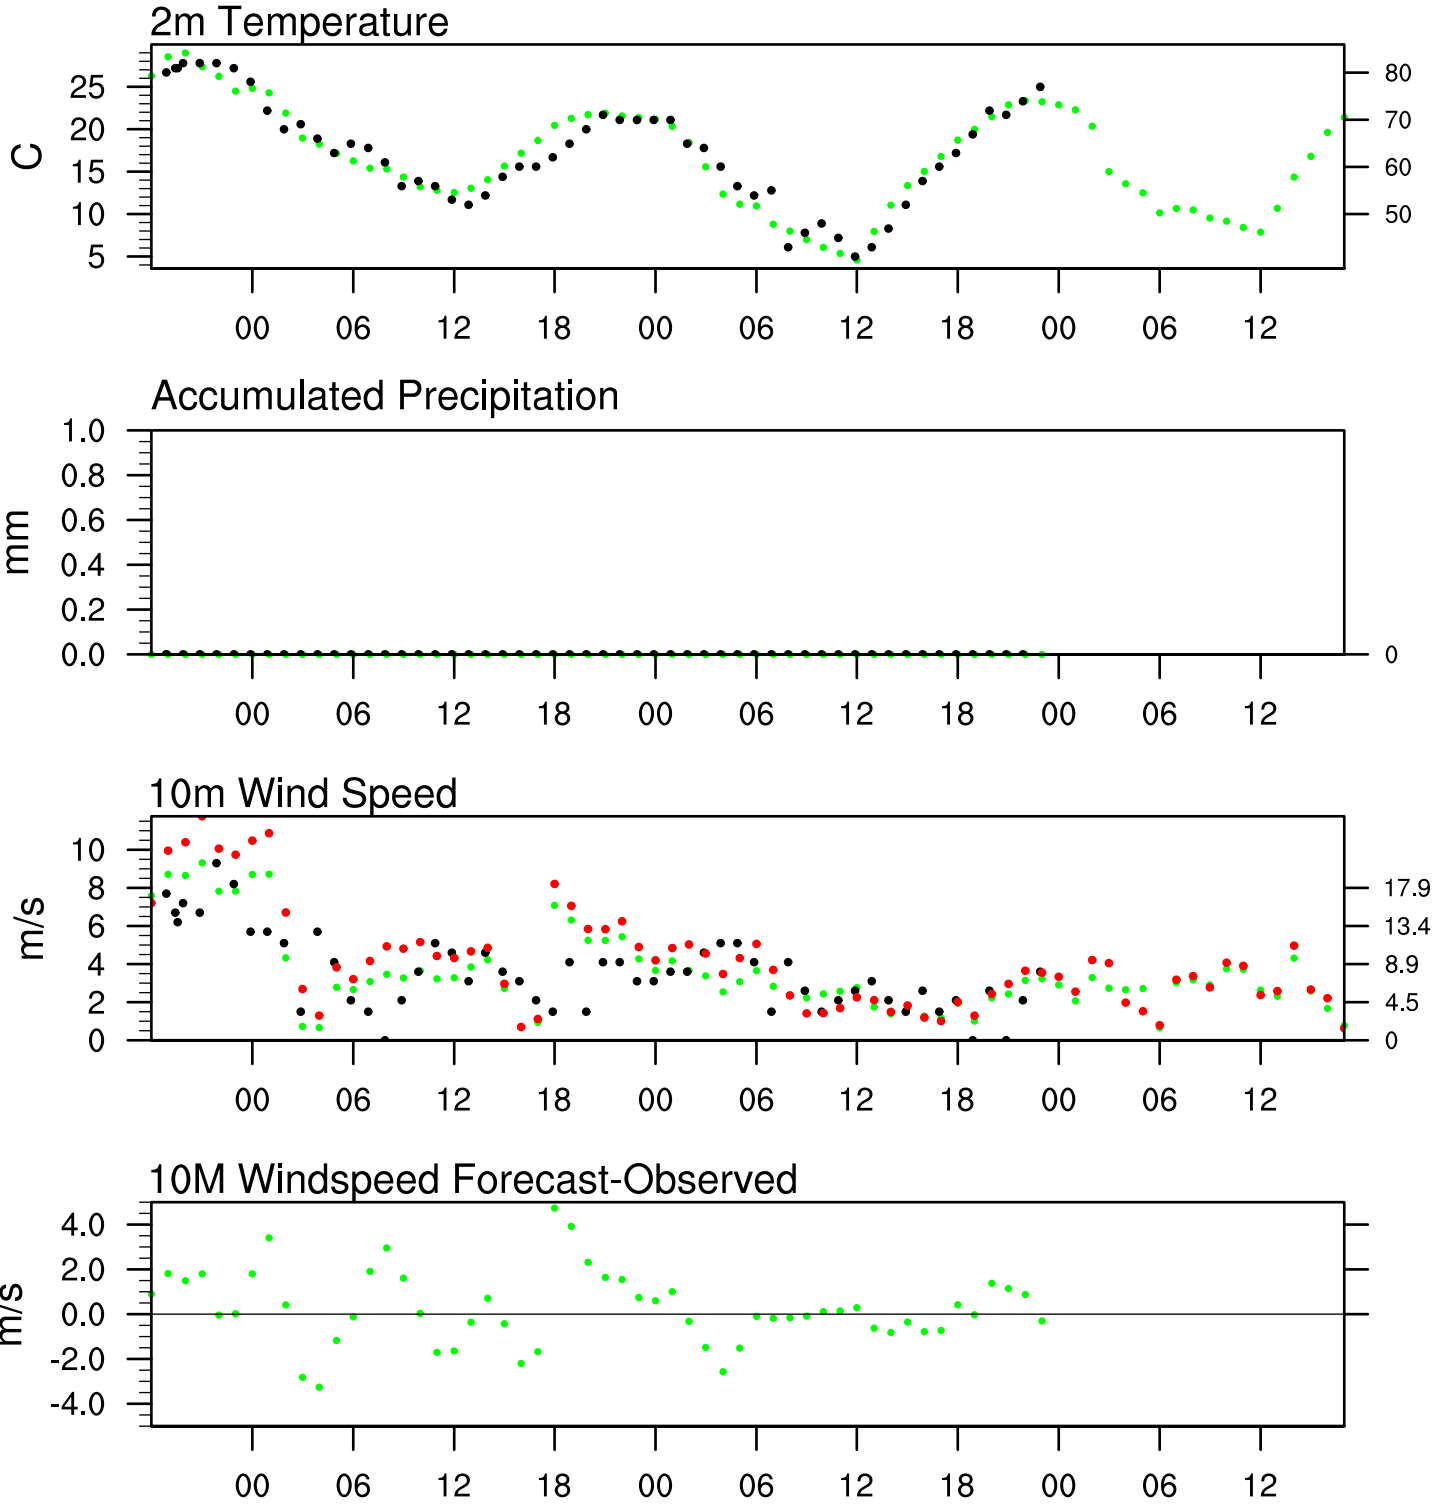 2m Temperature
25
20
15
10
5
C
80
70
60
50
00 06 12 18 00 06 12 18 00 06 12
Accumulated Precipitation
1.0
0.8
0.6
0.4
0.2
0.0
mm
0
00 06 12 18 00 06 12 18 00 06 12
10m Wind Speed
10
8
6
4
2
0
m/s
17.9
13.4
8.9
4.5
0
00 06 12 18 00 06 12 18 00 06 12
10M Windspeed Forecast-Observed
4.0
2.0
0.0
-2.0
-4.0
m/s
00 06 12 18 00 06 12 18 00 06 12